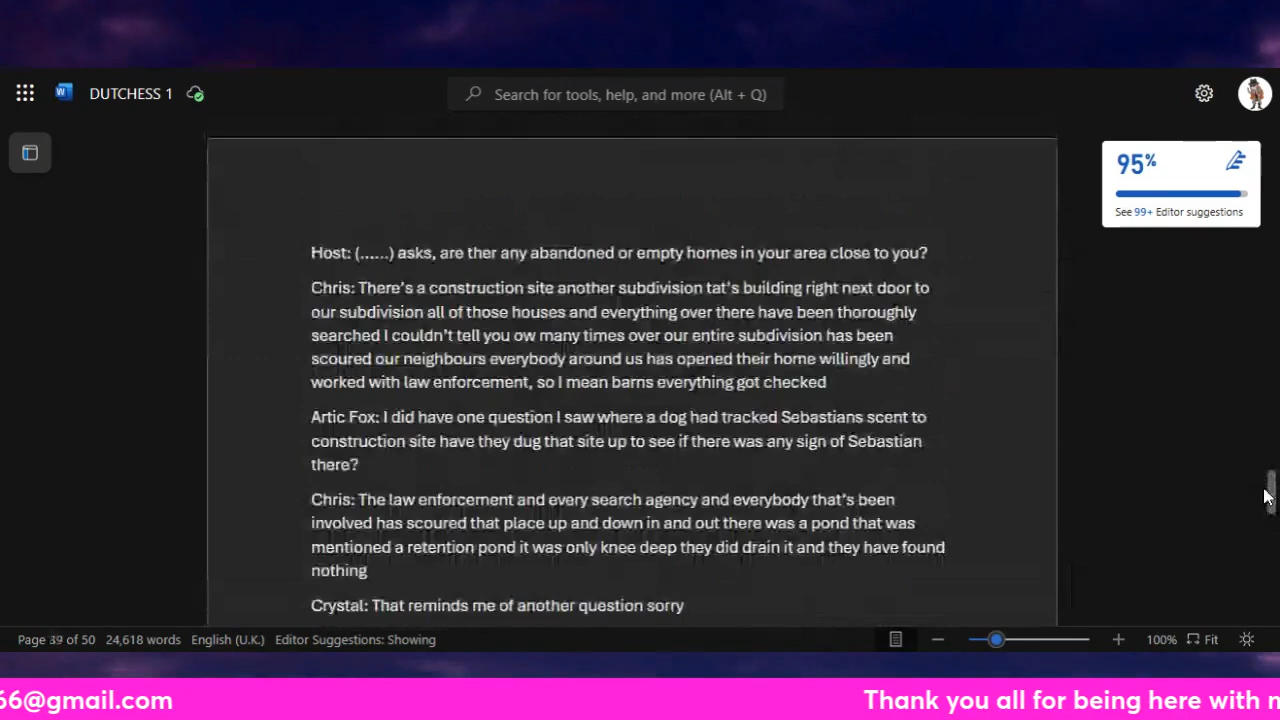 DUTCHESS 1
Search for tools, help, and more (Alt + Q)
95%
See 99+ Editor suggestions
Host: (......) asks, are ther any abandoned or empty homes in your area close to you?
Chris: There's a construction site another subdivision tat's building right next door to
our subdivision all of those houses and everything over there have been thoroughly
searched I couldn't tell you ow many times over our entire subdivision has been
scoured our neighbours everybody around us has opened their home willingly and
worked with law enforcement, so I mean barns everything got checked
Artic Fox: I did have one question I saw where a dog had tracked Sebastians scent to
construction site have they dug that site up to see if there was any sign of Sebastian
there?
Chris: The law enforcement and every search agency and everybody that's been
involved has scoured that place up and down in and out there was a pond that was
mentioned a retention pond it was only knee deep they did drain it and they have found
nothing
Crystal: That reminds me of another question sorry
Page 39 of 50 24,618 words English (U.K.) Editor Suggestions: Showing
100% Fit
66@gmail.com Thank you all for being here with